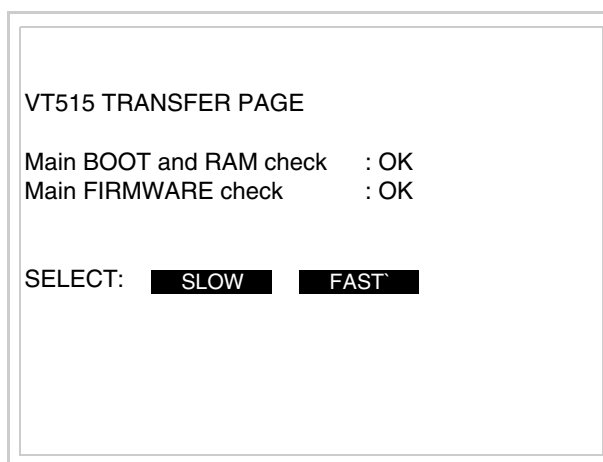 VT515 TRANSFER PAGE
Main BOOT and RAM check : OK
Main FIRMWARE check : OK
SELECT: SLOW FAST`